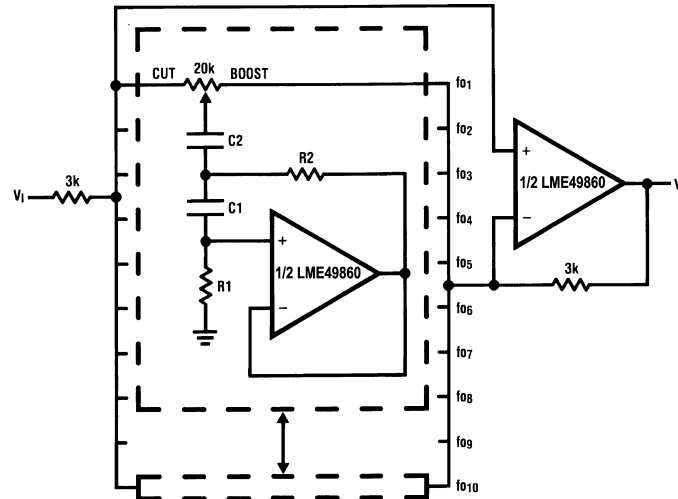 20k
CUT
BOOST
fo1
C2
fo2
R2
fo3
3k
VI
C1
fo4
+
1/2 LME49860
−
R1
fo5
3k
fo6
fo7
fo8
fo9
fo10
+
1/2 LME49860
−
V